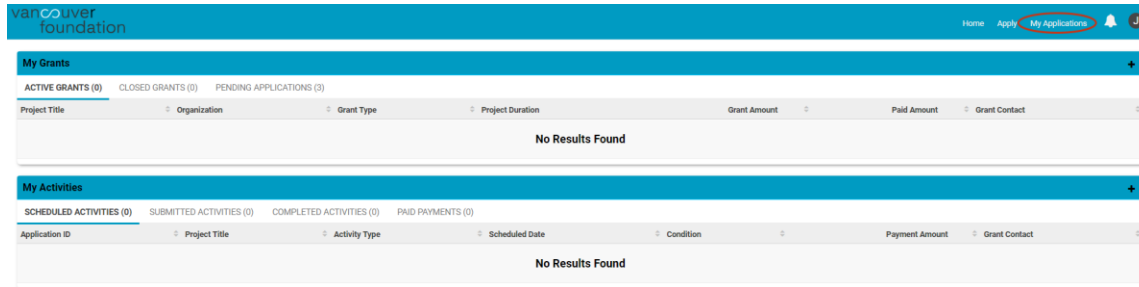 vancouver
foundation
Home Apply My Applications J
My Grants +
ACTIVE GRANTS (0) CLOSED GRANTS (0) PENDING APPLICATIONS (3)
Project Title Organization Grant Type Project Duration Grant Amount Paid Amount Grant Contact
No Results Found
My Activities +
SCHEDULED ACTIVITIES (0) SUBMITTED ACTIVITIES (0) COMPLETED ACTIVITIES (0) PAID PAYMENTS (0)
Application ID Project Title Activity Type Scheduled Date Condition Payment Amount Grant Contact
No Results Found